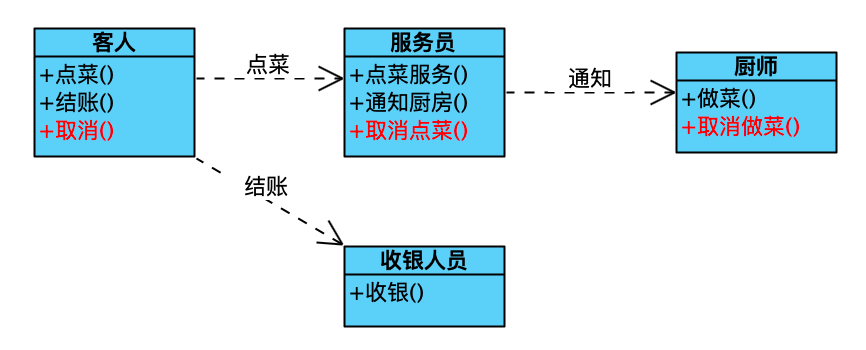 客人
+点菜()
+结账()
+取消()
点菜
服务员
+点菜服务()
+通知厨房()
+取消点菜()
通知
厨师
+做菜()
+取消做菜()
结账
收银人员
+收银()